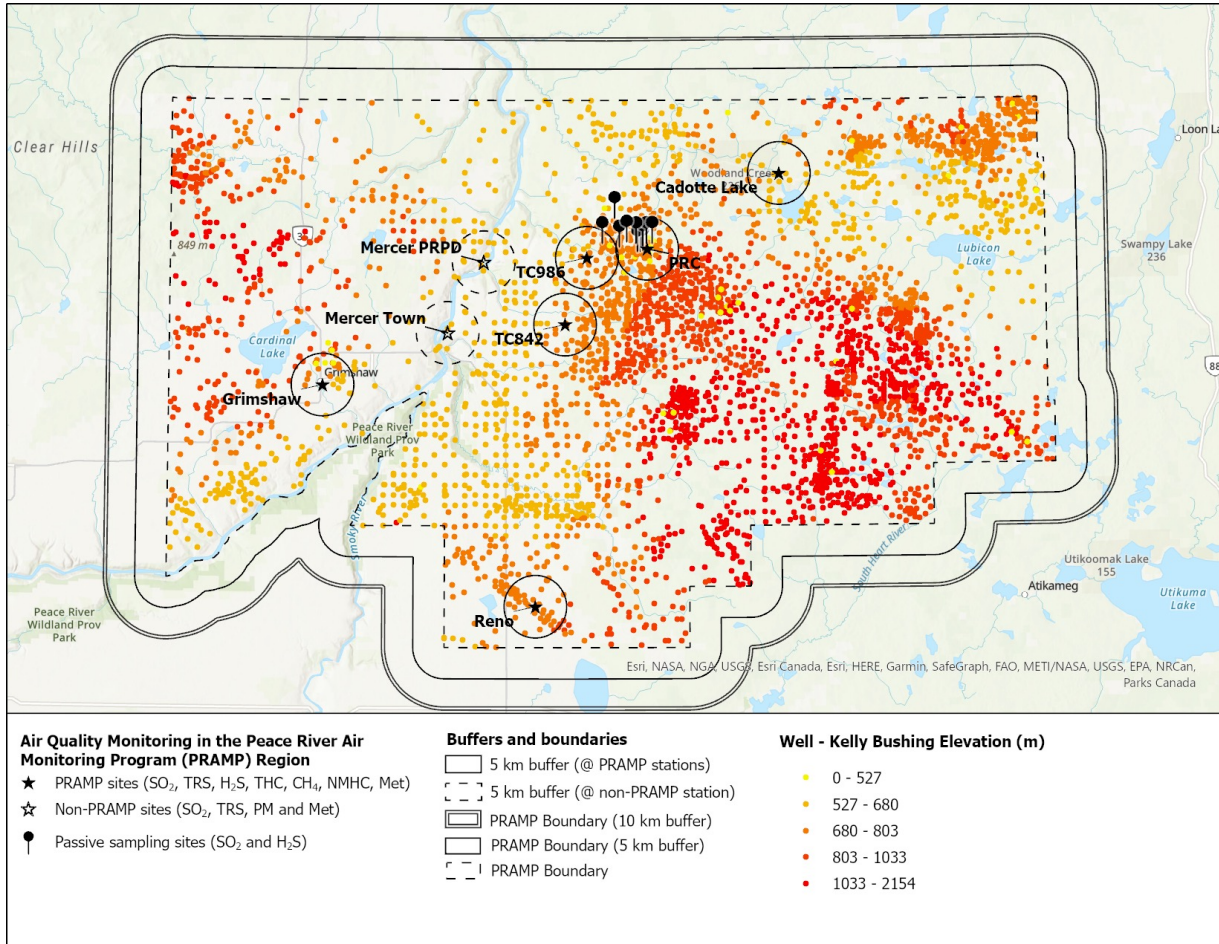 Clear Hills
Loon La
Woodland Cree
Cadotte Lake
849 m
Lubican
Lake
Swampy Lake
236
Mercer PRPD
TC986
PRC
Mercer Town
Cardinal
Lake
TC842
88
Grimshaw
Grimshaw
Peace River
Wildland Prov
Park
Smoky River
South Heart River
Utikoomak Lake
155
Atikameg
Utikuma
Lake
Peace River
Wildland Prov
Park
Reno
Esri, NASA, NGA, USGS, Esri Canada, Esri, HERE, Garmin, SafeGraph, FAO, METI/NASA, USGS, EPA, NRCan,
Parks Canada
Air Quality Monitoring in the Peace River Air
Monitoring Program (PRAMP) Region
PRAMP sites (SO₂, TRS, H₂S, THC, CH₄, NMHC, Met)
Non-PRAMP sites (SO₂, TRS, PM and Met)
Passive sampling sites (SO₂ and H₂S)
Buffers and boundaries
5 km buffer (@ PRAMP stations)
5 km buffer (@ non-PRAMP station)
PRAMP Boundary (10 km buffer)
PRAMP Boundary (5 km buffer)
PRAMP Boundary
Well - Kelly Bushing Elevation (m)
0 - 527
527 - 680
680 - 803
803 - 1033
1033 - 2154